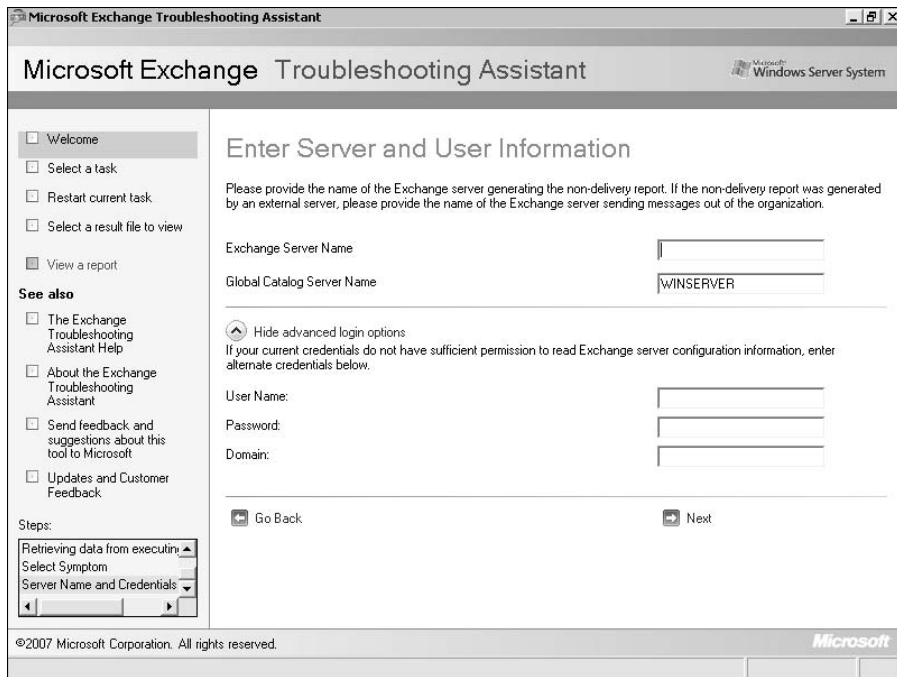 Microsoft Exchange Troubleshooting Assistant
Microsoft Exchange Troubleshooting Assistant
Microsoft
Windows Server System
Welcome
Select a task
Restart current task
Select a result file to view
View a report
See also
The Exchange
Troubleshooting
Assistant Help
About the Exchange
Troubleshooting
Assistant
Send feedback and
suggestions about this
tool to Microsoft
Updates and Customer
Feedback
Steps:
Retrieving data from executin
Select Symptom
Server Name and Credentials
Enter Server and User Information
Please provide the name of the Exchange server generating the non-delivery report. If the non-delivery report was generated
by an external server, please provide the name of the Exchange server sending messages out of the organization.
Exchange Server Name
Global Catalog Server Name WINSERVER
Hide advanced login options
If your current credentials do not have sufficient permission to read Exchange server configuration information, enter
alternate credentials below.
User Name:
Password:
Domain:
Go Back Next
©2007 Microsoft Corporation. All rights reserved.
Microsoft